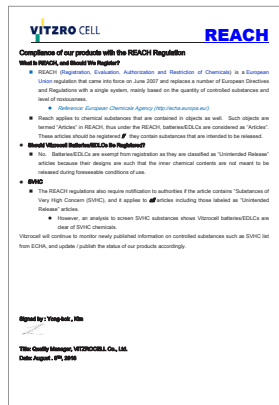 VITZRO CELL
REACH
Compliance of our products with the REACH Regulation
What is REACH, and Should We Register?
■ REACH (Registration, Evaluation, Authorization and Restriction of Chemicals) is a European
Union regulation that came into force on June 2007 and replaces a number of European Directives
and Regulations with a single system, mainly based on the quantity of controlled substances and
level of noxiousness.
● Reference: European Chemicals Agency (http://echa.europa.eu/).
■ Reach applies to chemical substances that are contained in objects as well. Such objects are
termed "Articles" in REACH, thus under the REACH, batteries/EDLCs are considered as "Articles".
These articles should be registered if they contain substances that are intended to be released.
● Should Vitzrocell Batteries/EDLCs Be Registered?
■ No. Batteries/EDLCs are exempt from registration as they are classified as "Unintended Release"
articles because their designs are such that the inner chemical contents are not meant to be
released during foreseeable conditions of use.
● SVHC
■ The REACH regulations also require notification to authorities if the article contains "Substances of
Very High Concern (SVHC), and it applies to all articles including those labeled as "Unintended
Release" articles.
● However, an analysis to screen SVHC substances shows Vitzrocell batteries/EDLCs are
clear of SVHC chemicals.
Vitzrocell will continue to monitor newly published information on controlled substances such as SVHC list
from ECHA, and update / publish the status of our products accordingly.
Signed by : Yong-bok , Kim
Title: Quality Manager, VITZROCELL Co., Ltd.
Date: August . 5TH, 2016